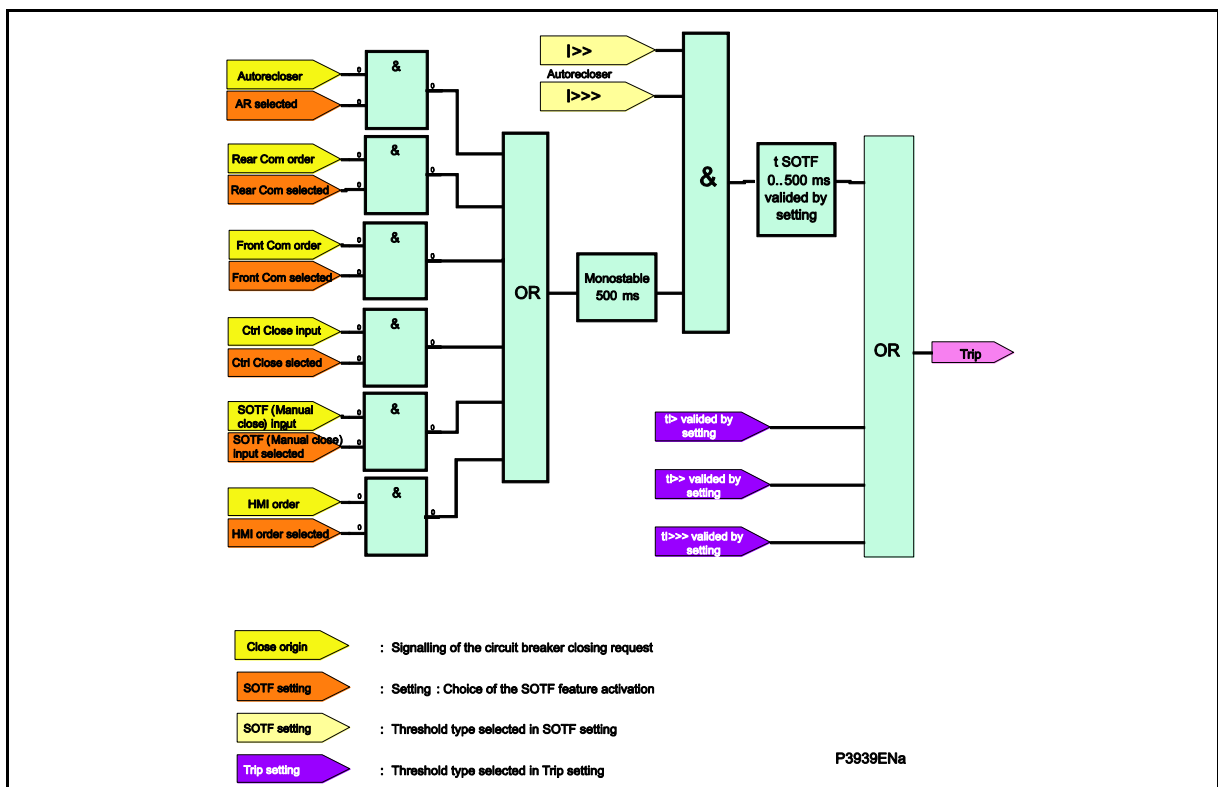 Autorecloser
AR selected
&
Rear Com order
Rear Com selected
&
Front Com order
Front Com selected
&
Ctrl Close input
Ctrl Close slected
&
SOTF (Manual
close) input
SOTF (Manual close)
input selected
&
HMI order
HMI order selected
&
OR
Monostable
500 ms
I>>
Autorecloser
I>>>
&
t SOTF
0..500 ms
valided by
setting
tI> valided by
setting
tI>> valided by
setting
tI>>> valided by
setting
OR
Trip
Close origin : Signalling of the circuit breaker closing request
SOTF setting : Setting : Choice of the SOTF feature activation
SOTF setting : Threshold type selected in SOTF setting
Trip setting : Threshold type selected in Trip setting
P3939ENa